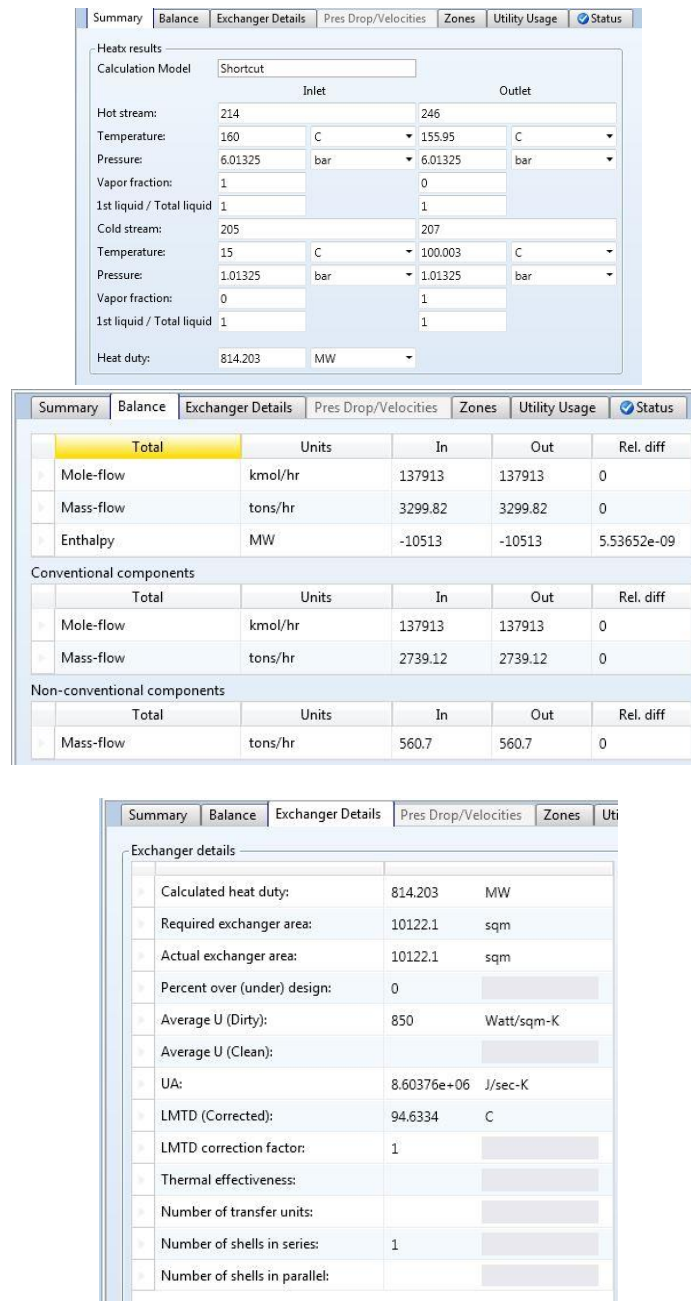 Summary Balance Exchanger Details Pres Drop/Velocities Zones Utility Usage Status
Heatx results
Calculation Model Shortcut
Inlet Outlet
Hot stream: 214 246
Temperature: 160 C 155.95 C
Pressure: 6.01325 bar 6.01325 bar
Vapor fraction: 1 0
1st liquid / Total liquid 1 1
Cold stream: 205 207
Temperature: 15 C 100.003 C
Pressure: 1.01325 bar 1.01325 bar
Vapor fraction: 0 1
1st liquid / Total liquid 1 1
Heat duty: 814.203 MW
Summary Balance Exchanger Details Pres Drop/Velocities Zones Utility Usage Status
Total Units In Out Rel. diff
Mole-flow kmol/hr 137913 137913 0
Mass-flow tons/hr 3299.82 3299.82 0
Enthalpy MW -10513 -10513 5.53652e-09
Conventional components
Total Units In Out Rel. diff
Mole-flow kmol/hr 137913 137913 0
Mass-flow tons/hr 2739.12 2739.12 0
Non-conventional components
Total Units In Out Rel. diff
Mass-flow tons/hr 560.7 560.7 0
Summary Balance Exchanger Details Pres Drop/Velocities Zones Uti
Exchanger details
Calculated heat duty: 814.203 MW
Required exchanger area: 10122.1 sqm
Actual exchanger area: 10122.1 sqm
Percent over (under) design: 0
Average U (Dirty): 850 Watt/sqm-K
Average U (Clean):
UA: 8.60376e+06 J/sec-K
LMTD (Corrected): 94.6334 C
LMTD correction factor: 1
Thermal effectiveness:
Number of transfer units:
Number of shells in series: 1
Number of shells in parallel: